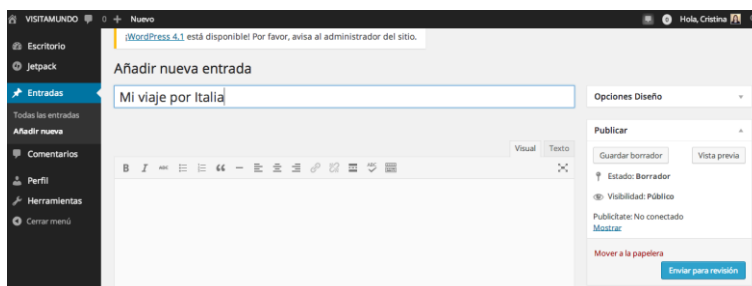 VISITAMUNDO 0 + Nuevo Hola, Cristina
Escritorio
Jetpack
Entradas
Todas las entradas
Añadir nueva
Comentarios
Perfil
Herramientas
Cerrar menú
¡WordPress 4.1 está disponible! Por favor, avisa al administrador del sitio.
Añadir nueva entrada
Mi viaje por Italia
Visual Texto
B I ABC ABC
Opciones Diseño
Publicar
Guardar borrador Vista previa
Estado: Borrador
Visibilidad: Público
Publicítate: No conectado
Mostrar
Mover a la papelera
Enviar para revisión